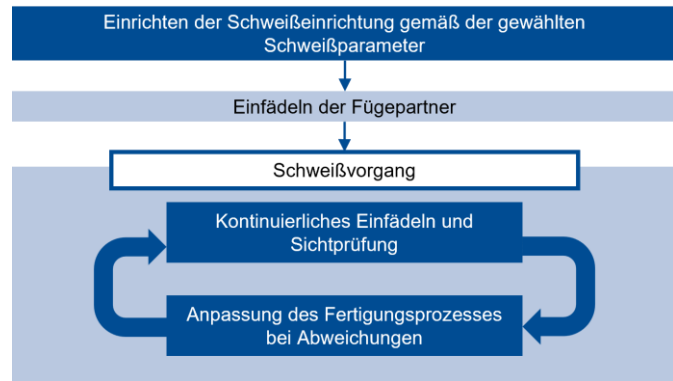 Einrichten der Schweißeinrichtung gemäß der gewählten
Schweißparameter
Einfädeln der Fügepartner
Schweißvorgang
Kontinuierliches Einfädeln und
Sichtprüfung
Anpassung des Fertigungsprozesses
bei Abweichungen